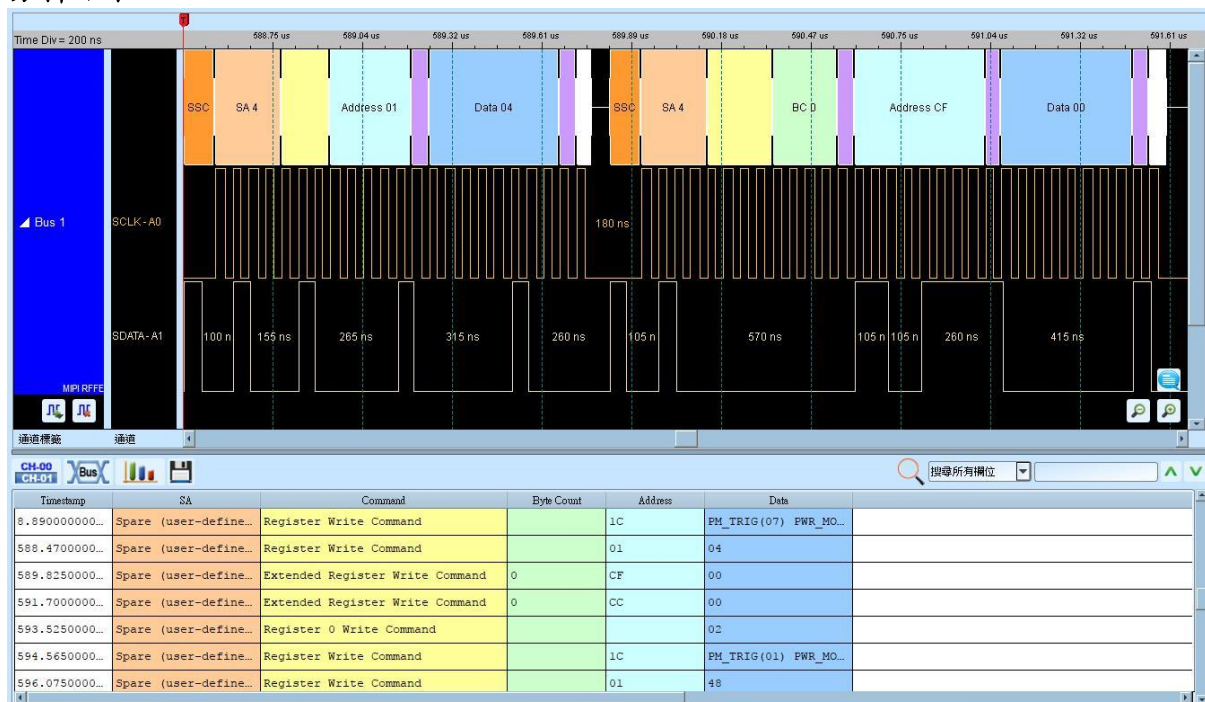 Time Div = 200 ns 588.75 us 589.04 us 589.32 us 589.61 us 589.89 us 590.18 us 590.47 us 590.75 us 591.04 us 591.32 us 591.61 us
SSC SA 4 Address 01 Data 04 SSC SA 4 BC 0 Address CF Data 00
Bus 1 SCLK - A0 180 ns
SDATA - A1 100 n 155 ns 265 ns 315 ns 260 ns 105 n 570 ns 105 n 105 n 260 ns 415 ns
MIPI RFFE
通道標籤 通道
CH-00
CH-01 Bus 搜尋所有欄位
Timestamp SA Command Byte Count Address Data
8.890000000... Spare (user-define... Register Write Command 1C PM_TRIG(07) PWR_MO...
588.4700000... Spare (user-define... Register Write Command 01 04
589.8250000... Spare (user-define... Extended Register Write Command 0 CF 00
591.7000000... Spare (user-define... Extended Register Write Command 0 CC 00
593.5250000... Spare (user-define... Register 0 Write Command 02
594.5650000... Spare (user-define... Register Write Command 1C PM_TRIG(01) PWR_MO...
596.0750000... Spare (user-define... Register Write Command 01 48